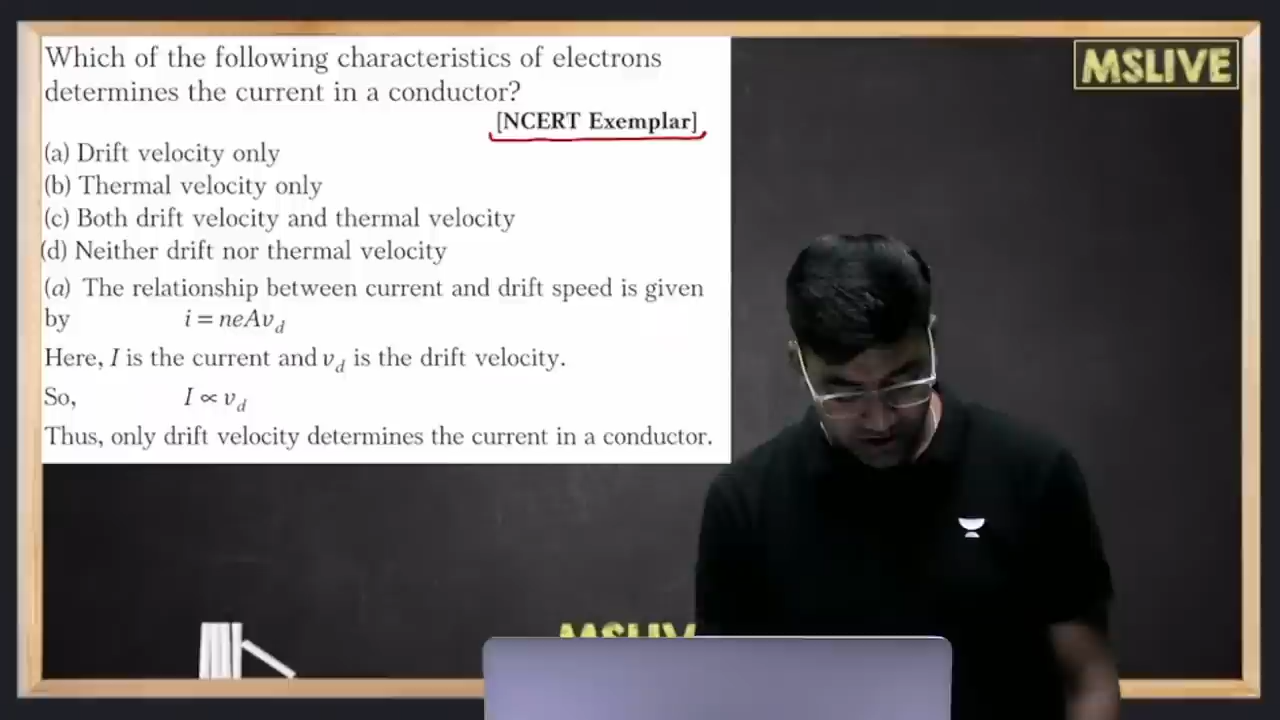 Which of the following characteristics of electrons
determines the current in a conductor?
[NCERT Exemplar]
(a) Drift velocity only
(b) Thermal velocity only
(c) Both drift velocity and thermal velocity
(d) Neither drift nor thermal velocity
(a) The relationship between current and drift speed is given
by i = neAv_d
Here, I is the current and v_d is the drift velocity.
So, I ∝ v_d
Thus, only drift velocity determines the current in a conductor.
MSLIVE
MSLIV